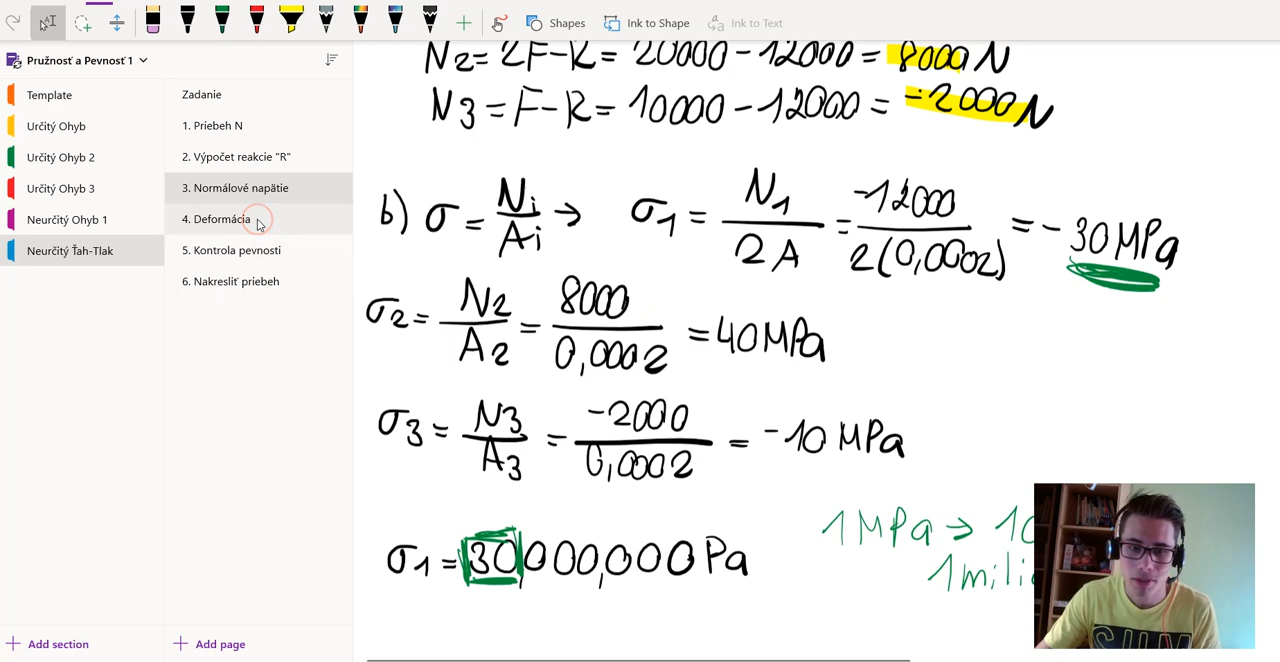 Shapes
Ink to Shape
Ink to Text
Pružnosť a Pevnosť 1
Template
Určitý Ohyb
Určitý Ohyb 2
Určitý Ohyb 3
Neurčitý Ohyb 1
Neurčitý Ťah-Tlak
Add section
Zadanie
1. Priebeh N
2. Výpočet reakcie "R"
3. Normálové napätie
4. Deformácia
5. Kontrola pevnosti
6. Nakresliť priebeh
Add page
N2 = 2F-R = 20000 - 12000 = 8000 N
N3 = F-R = 10000 - 12000 = -2000 N
b) σ = Ni/Ai → σ1 = N1/2A = -12000/2(0,0002) = -30 MPa
σ2 = N2/A2 = 8000/0,0002 = 40 MPa
σ3 = N3/A3 = -2000/0,0002 = -10 MPa
1 MPa →
σ1 = 30,000,000 Pa